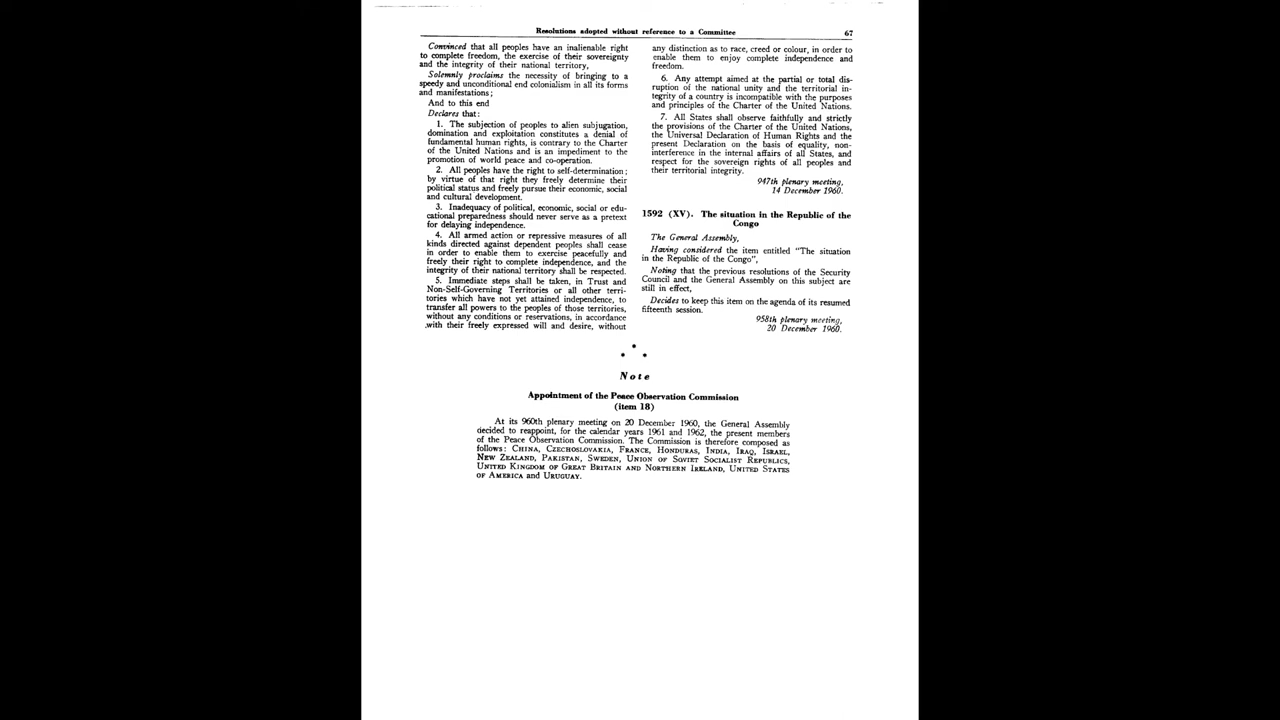 Resolutions adopted without reference to a Committee 67
Convinced that all peoples have an inalienable right
to complete freedom, the exercise of their sovereignty
and the integrity of their national territory,
Solemnly proclaims the necessity of bringing to a
speedy and unconditional end colonialism in all its forms
and manifestations;
And to this end
Declares that:
1. The subjection of peoples to alien subjugation,
domination and exploitation constitutes a denial of
fundamental human rights, is contrary to the Charter
of the United Nations and is an impediment to the
promotion of world peace and co-operation.
2. All peoples have the right to self-determination;
by virtue of that right they freely determine their
political status and freely pursue their economic, social
and cultural development.
3. Inadequacy of political, economic, social or edu-
cational preparedness should never serve as a pretext
for delaying independence.
4. All armed action or repressive measures of all
kinds directed against dependent peoples shall cease
in order to enable them to exercise peacefully and
freely their right to complete independence, and the
integrity of their national territory shall be respected.
5. Immediate steps shall be taken, in Trust and
Non-Self-Governing Territories or all other terri-
tories which have not yet attained independence, to
transfer all powers to the peoples of those territories,
without any conditions or reservations, in accordance
with their freely expressed will and desire, without
any distinction as to race, creed or colour, in order to
enable them to enjoy complete independence and
freedom.
6. Any attempt aimed at the partial or total dis-
ruption of the national unity and the territorial in-
tegrity of a country is incompatible with the purposes
and principles of the Charter of the United Nations.
7. All States shall observe faithfully and strictly
the provisions of the Charter of the United Nations,
the Universal Declaration of Human Rights and the
present Declaration on the basis of equality, non-
interference in the internal affairs of all States, and
respect for the sovereign rights of all peoples and
their territorial integrity.
947th plenary meeting,
14 December 1960.
1592 (XV). The situation in the Republic of the
Congo
The General Assembly,
Having considered the item entitled "The situation
in the Republic of the Congo",
Noting that the previous resolutions of the Security
Council and the General Assembly on this subject are
still in effect,
Decides to keep this item on the agenda of its resumed
fifteenth session.
958th plenary meeting,
20 December 1960.
Note
Appointment of the Peace Observation Commission
(item 18)
At its 960th plenary meeting on 20 December 1960, the General Assembly
decided to reappoint, for the calendar years 1961 and 1962, the present members
of the Peace Observation Commission. The Commission is therefore composed as
follows: CHINA, CZECHOSLOVAKIA, FRANCE, HONDURAS, INDIA, IRAQ, ISRAEL,
NEW ZEALAND, PAKISTAN, SWEDEN, UNION OF SOVIET SOCIALIST REPUBLICS,
UNITED KINGDOM OF GREAT BRITAIN AND NORTHERN IRELAND, UNITED STATES
OF AMERICA and URUGUAY.